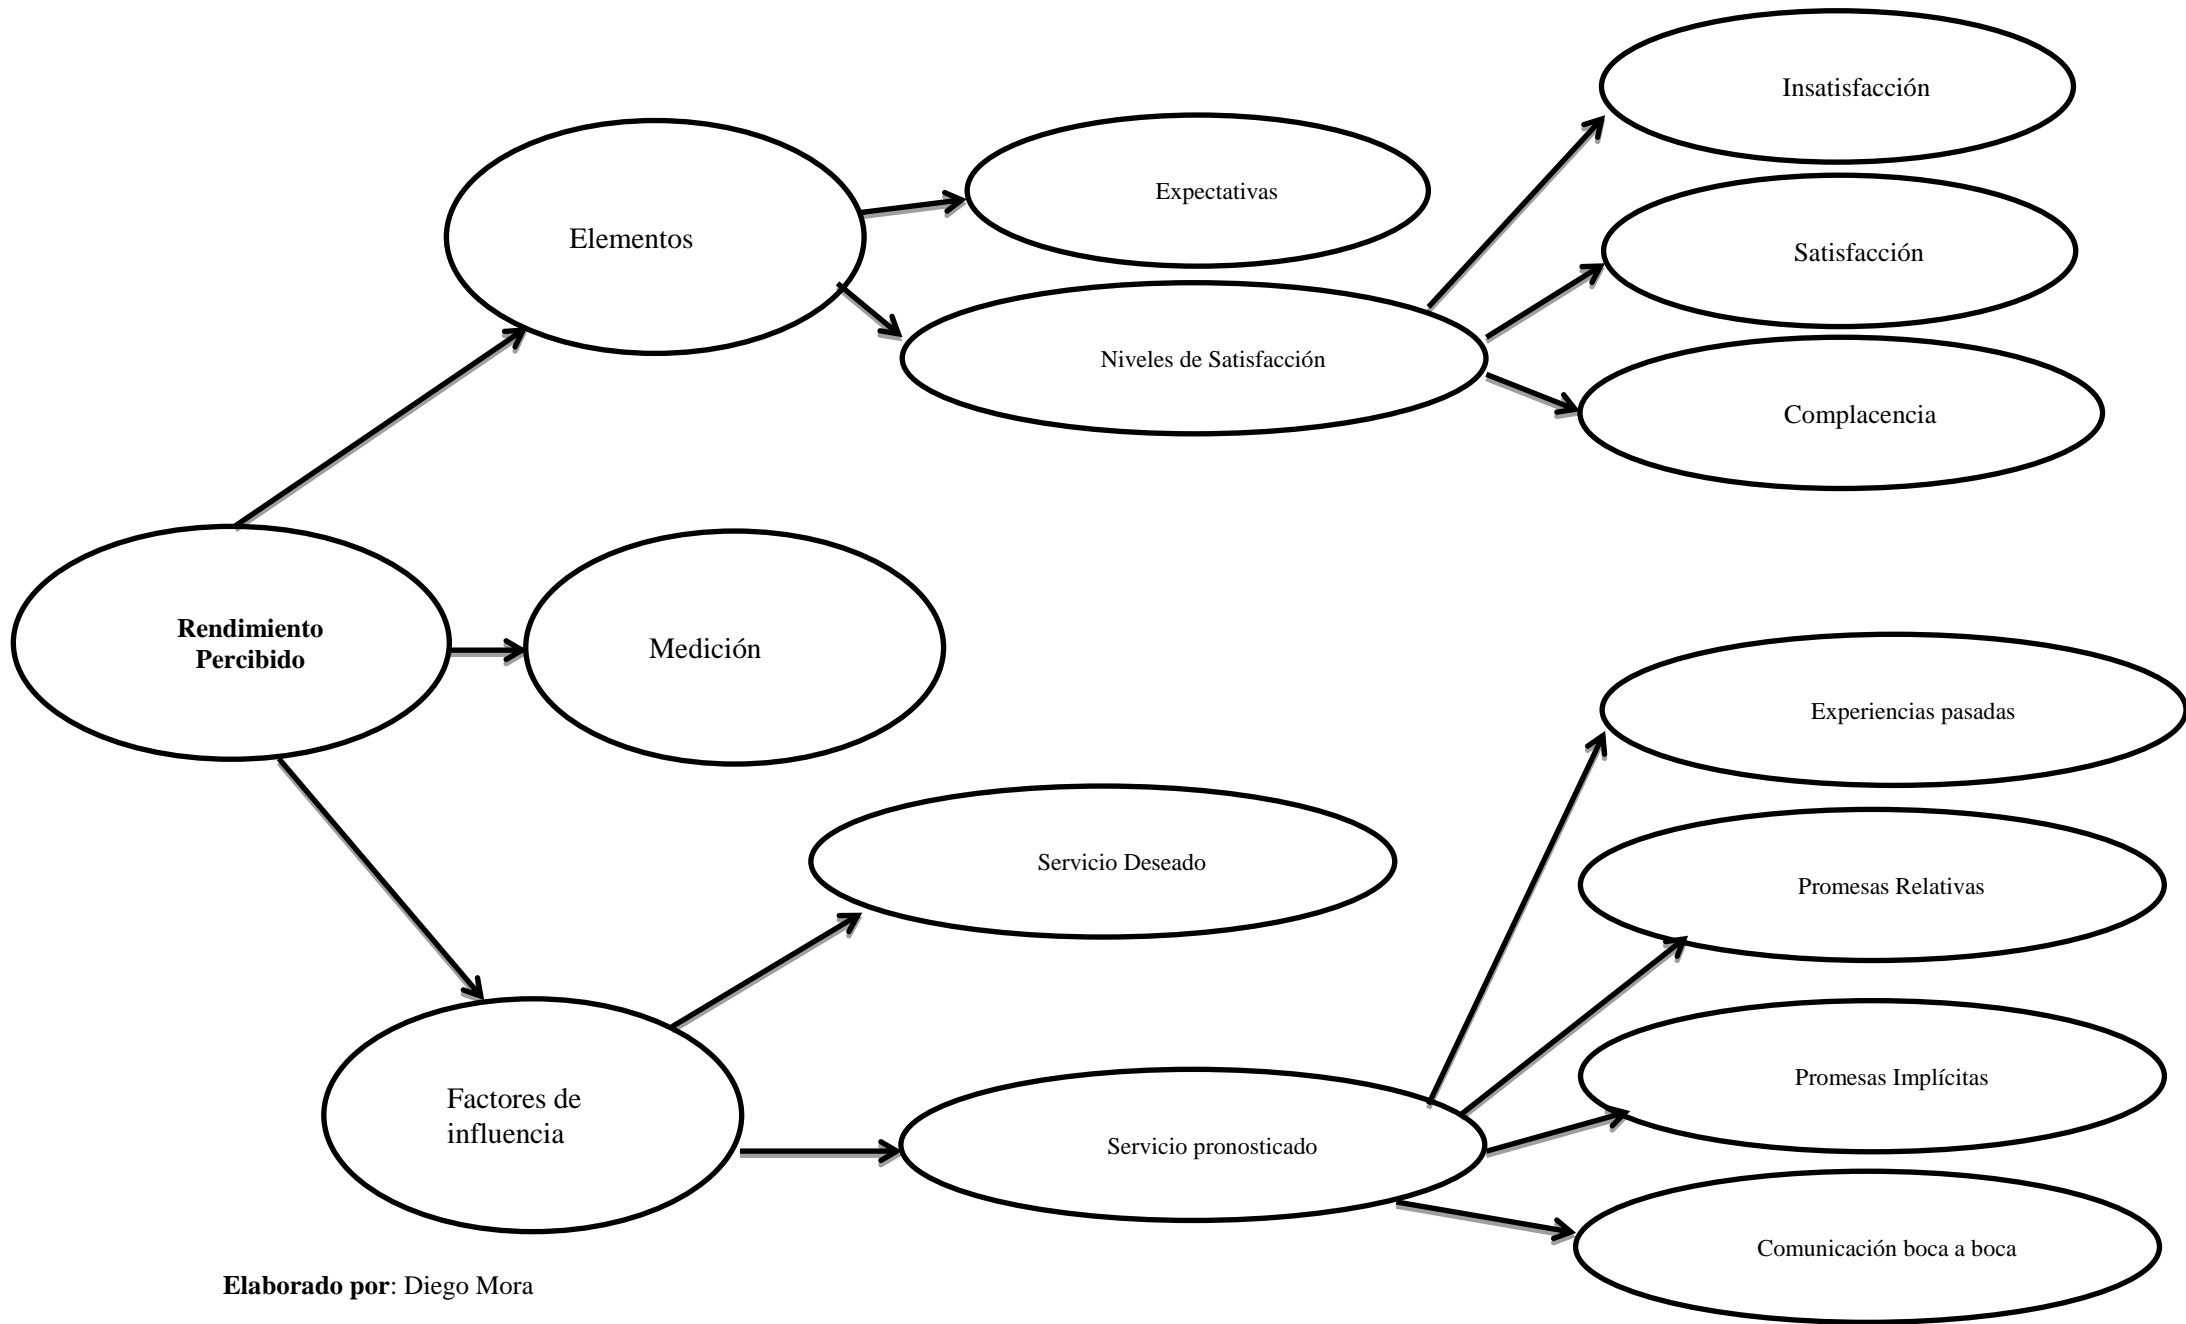 Insatisfacción
Expectativas
Elementos
Satisfacción
Niveles de Satisfacción
Complacencia
Rendimiento
Percibido
Medición
Experiencias pasadas
Servicio Deseado
Promesas Relativas
Promesas Implícitas
Factores de
influencia
Servicio pronosticado
Comunicación boca a boca
Elaborado por: Diego Mora